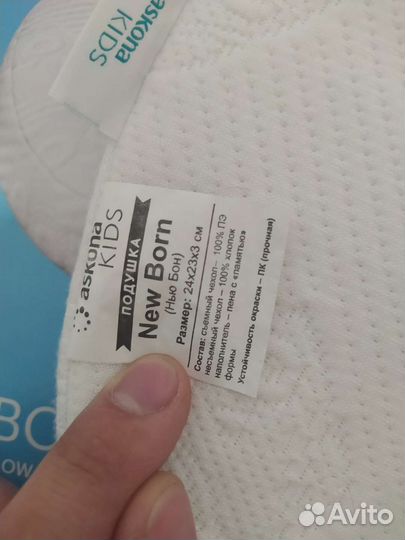 askona
KIDS
askona
KIDS
ПОДУШКА
New Born
(Нью Бон)
Размер: 24х23х3 см
Состав: съемный чехол– 100% ПЭ
несъемный чехол – 100% хлопок
наполнитель – пена с «памятью»
формы
Устойчивость окраски – ПК (прочная)
Avito